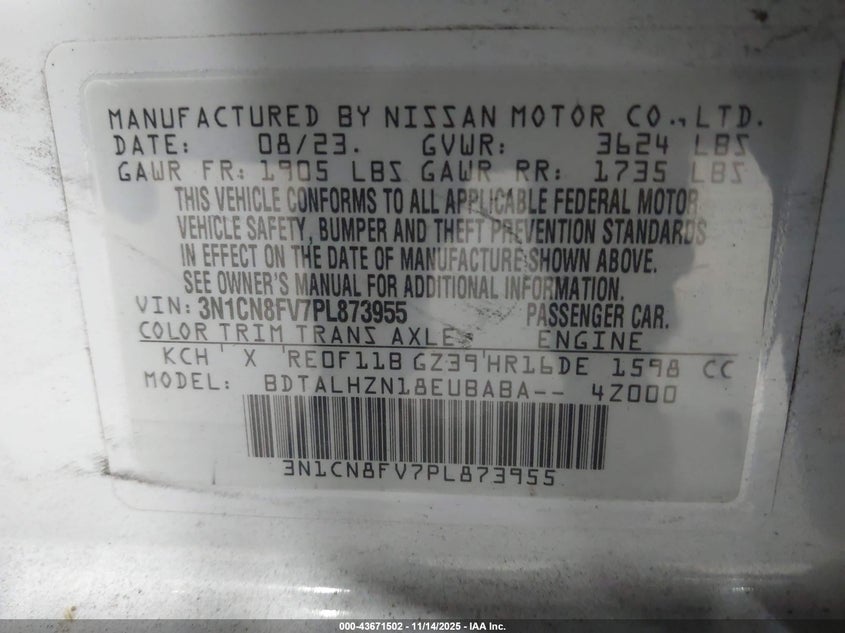 MANUFACTURED BY NISSAN MOTOR CO., LTD.
DATE: 08/23. GVWR: 3624 LBS
GAWR FR: 1905 LBS GAWR RR: 1735 LBS
THIS VEHICLE CONFORMS TO ALL APPLICABLE FEDERAL MOTOR
VEHICLE SAFETY, BUMPER AND THEFT PREVENTION STANDARDS
IN EFFECT ON THE DATE OF MANUFACTURE SHOWN ABOVE.
SEE OWNER'S MANUAL FOR ADDITIONAL INFORMATION.
VIN: 3N1CN8FV7PL873955 PASSENGER CAR.
COLOR TRIM TRANS AXLES ENGINE
KCH X RE0F11B GZ39 HR16DE 1598 CC
MODEL: BDTALHZN18EUBABA-- 4Z000
3N1CN8FV7PL873955
000-43671502 - 11/14/2025 - IAA Inc.